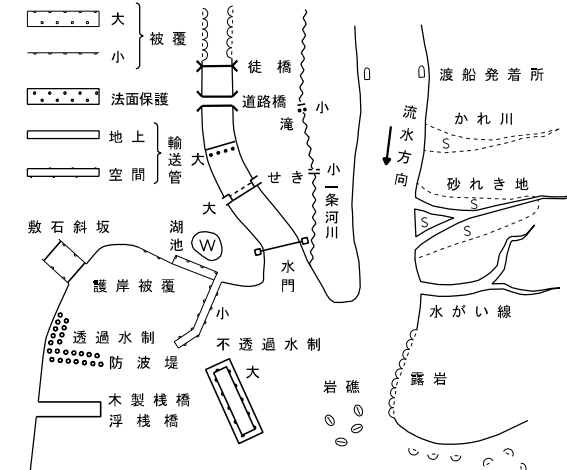 大
小
被覆
法面保護
地上
空間
輸送管
徒橋
道路橋
小
滝
大
せき
小
大
一条河川
水門
渡船発着所
流水方向
かれ川
S
砂れき地
S
S
S
敷石斜坂
湖池
W
護岸被覆
小
透過水制
防波堤
木製桟橋
浮桟橋
不透過水制
大
岩礁
水がい線
露岩